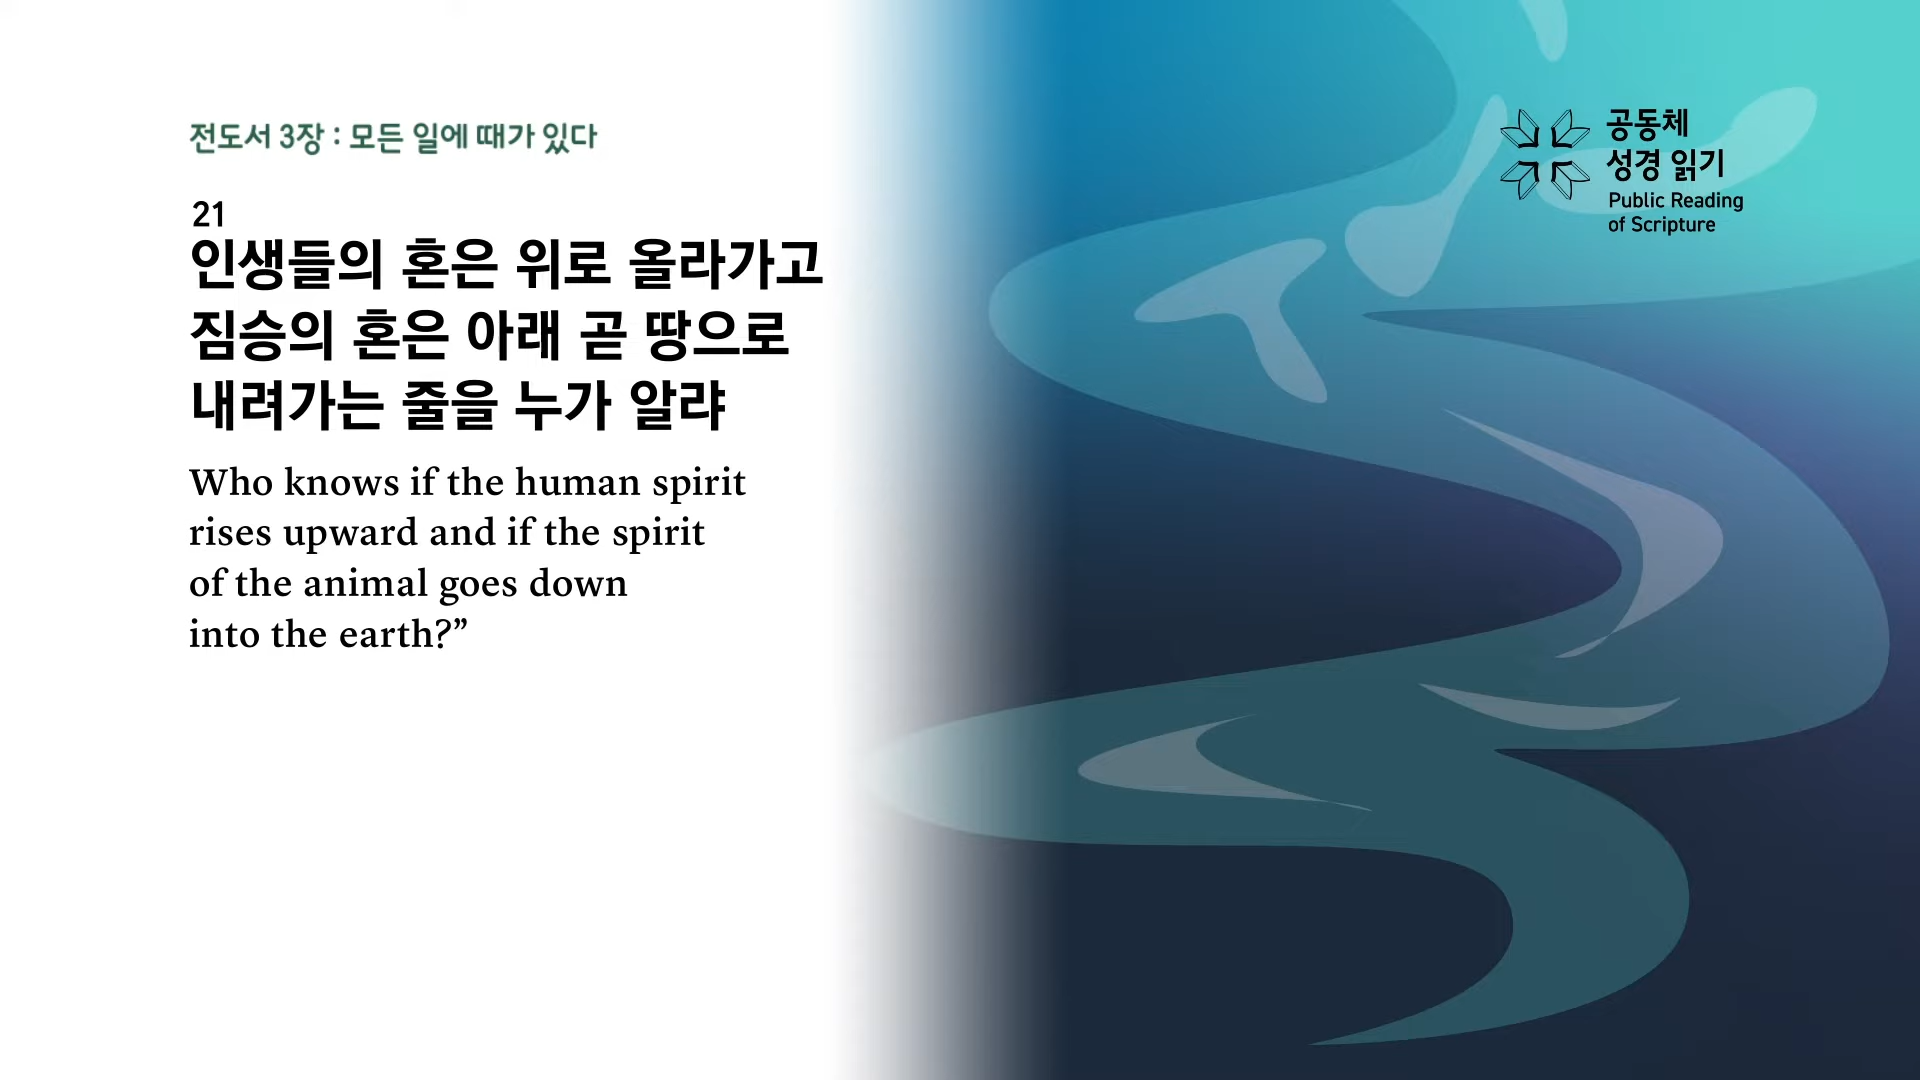 전도서 3장 : 모든 일에 때가 있다
21
인생들의 혼은 위로 올라가고
짐승의 혼은 아래 곧 땅으로
내려가는 줄을 누가 알랴
Who knows if the human spirit
rises upward and if the spirit
of the animal goes down
into the earth?”
공동체
성경 읽기
Public Reading
of Scripture